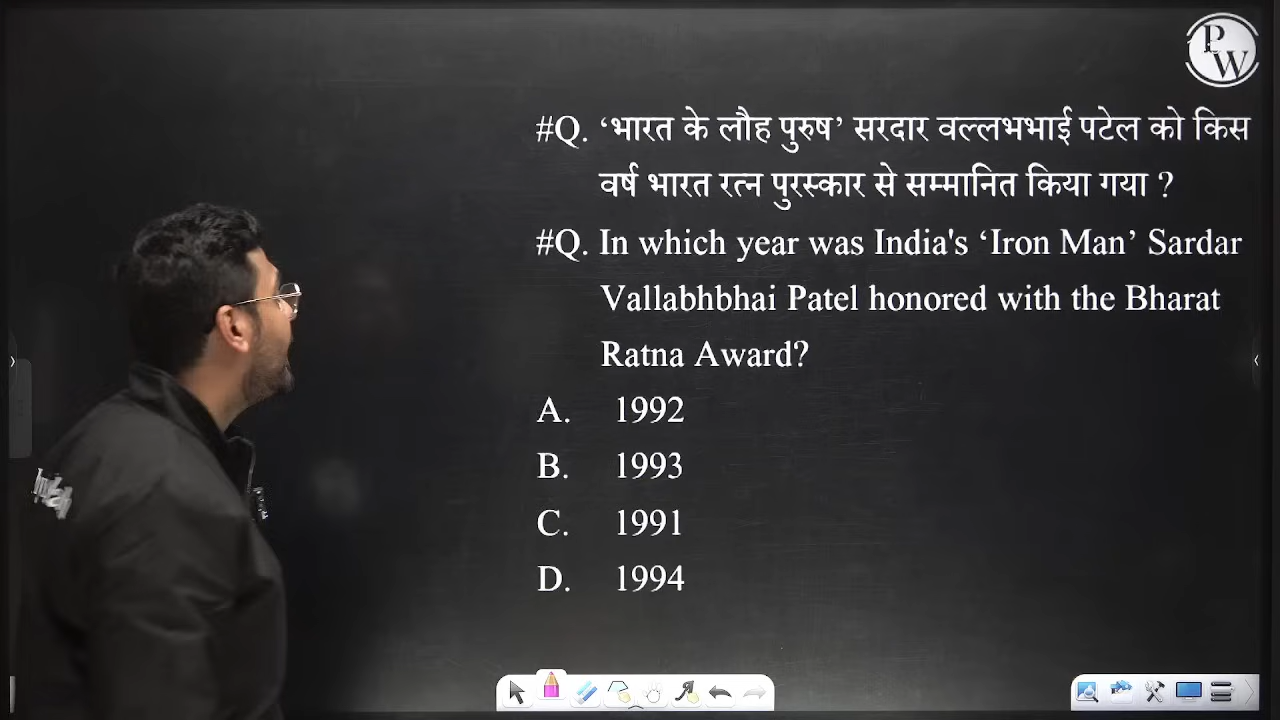 PW
#Q. ‘भारत के लौह पुरुष’ सरदार वल्लभभाई पटेल को किस
वर्ष भारत रत्न पुरस्कार से सम्मानित किया गया ?
#Q. In which year was India's ‘Iron Man’ Sardar
Vallabhbhai Patel honored with the Bharat
Ratna Award?
A. 1992
B. 1993
C. 1991
D. 1994